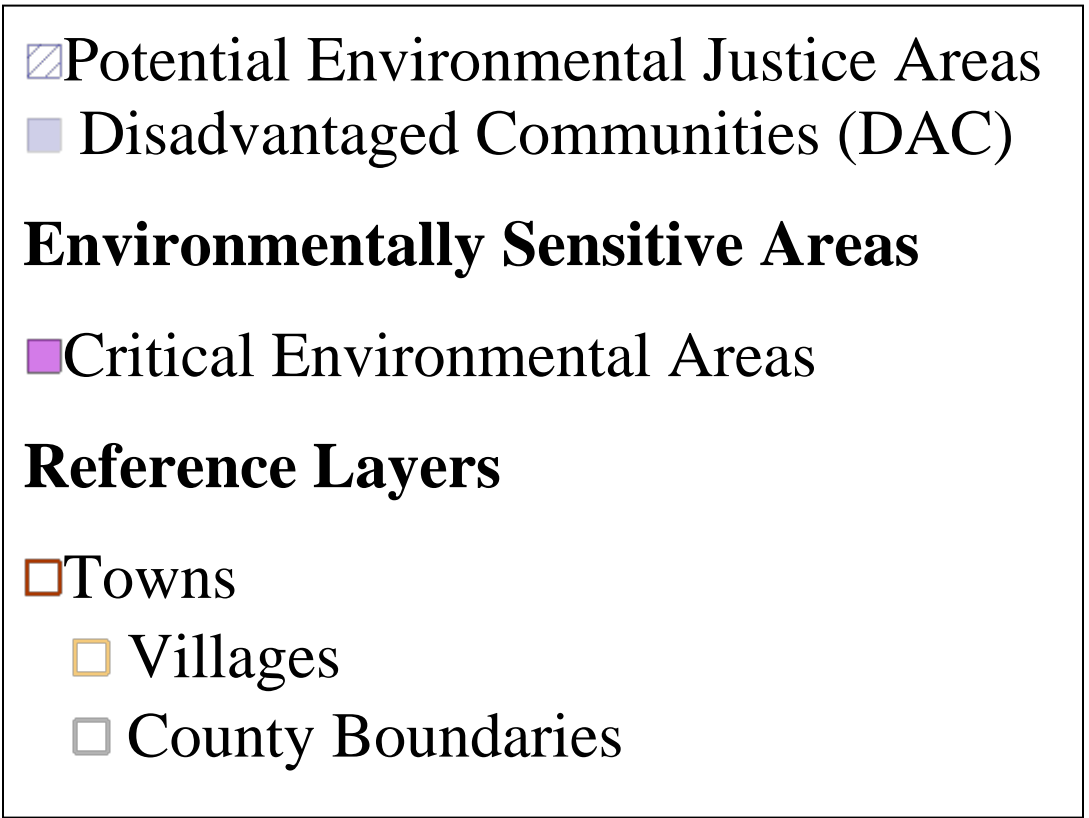 Potential Environmental Justice Areas
Disadvantaged Communities (DAC)
Environmentally Sensitive Areas
Critical Environmental Areas
Reference Layers
Towns
Villages
County Boundaries